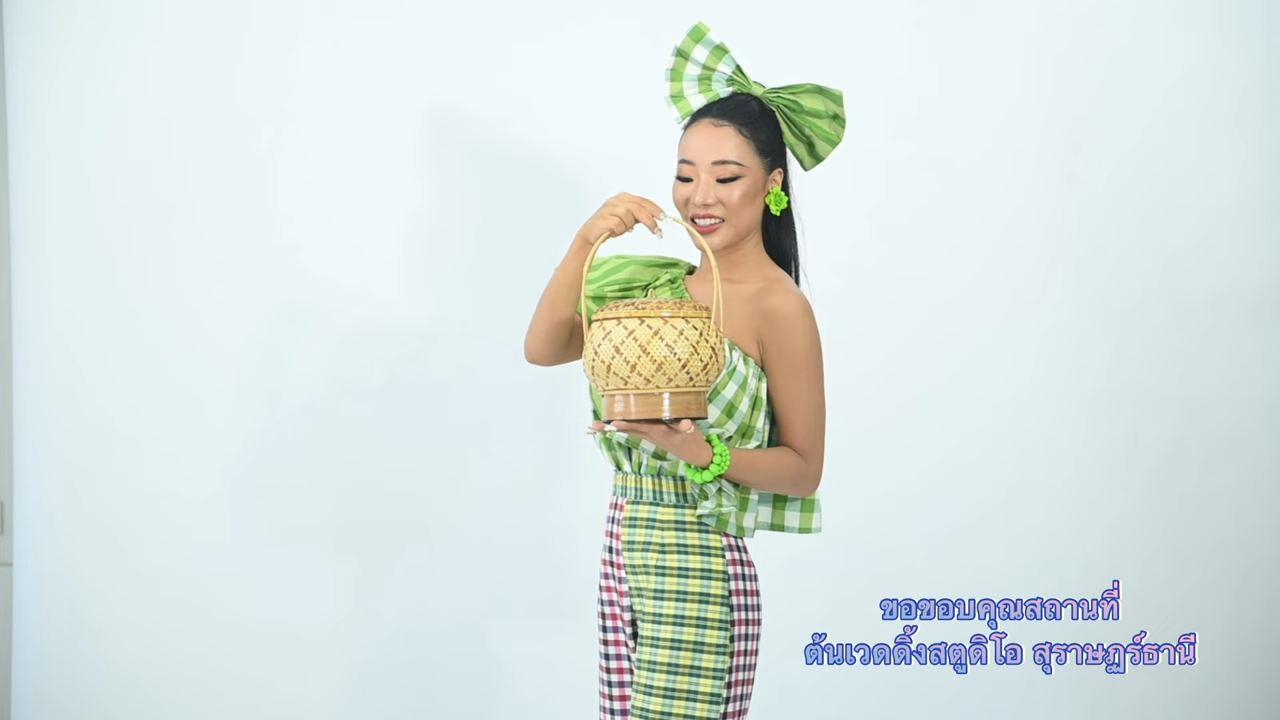 ขอขอบคุณสถานที่
ต้นเวดดิ้งสตูดิโอ สุราษฏร์ธานี